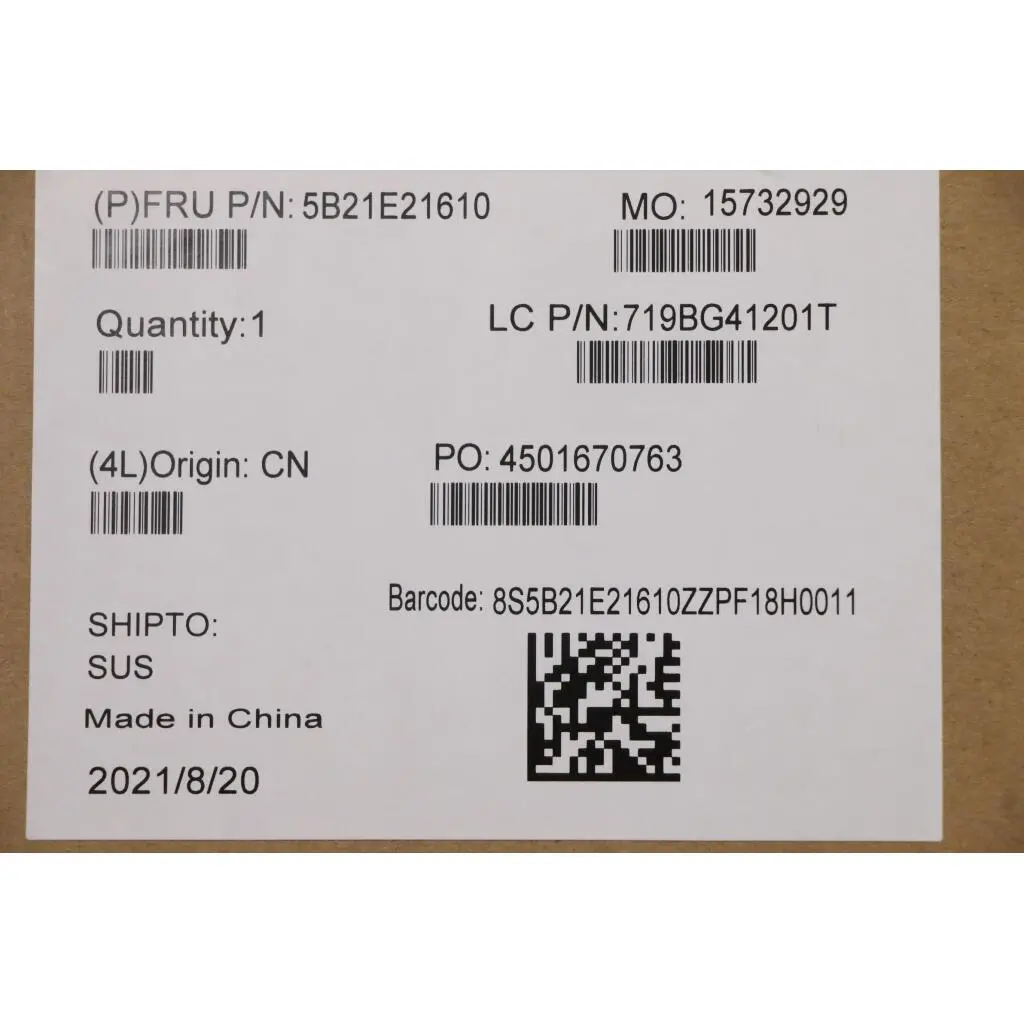 (P)FRU P/N: 5B21E21610
MO: 15732929
Quantity:1
LC P/N:719BG41201T
(4L)Origin: CN
PO: 4501670763
Barcode: 8S5B21E21610ZZPF18H0011
SHIPTO:
SUS
Made in China
2021/8/20